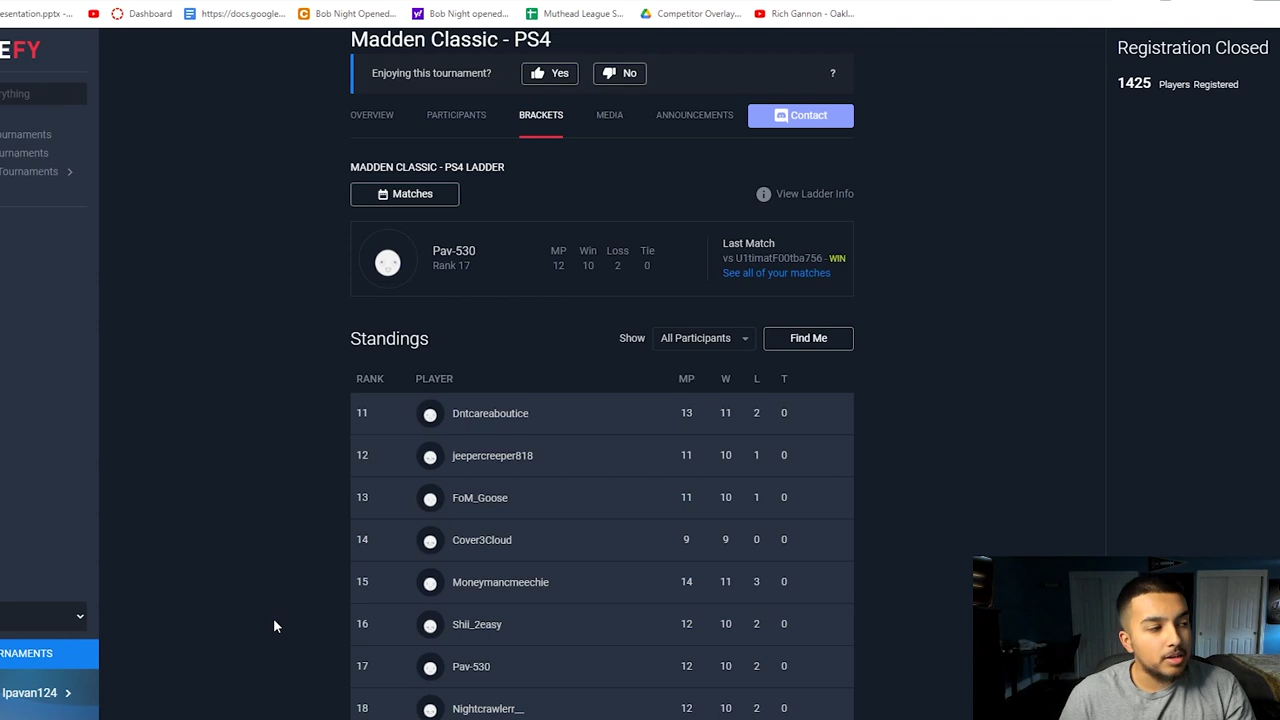 esentation.pptx -...
Dashboard
https://docs.google...
Bob Night Opened...
Bob Night opened...
Muthead League S...
Competitor Overlay...
Rich Gannon - Oakl...
EFY
ything
ournaments
urnaments
Tournaments
RNAMENTS
lpavan124
Madden Classic - PS4
Enjoying this tournament? Yes No ?
OVERVIEW PARTICIPANTS BRACKETS MEDIA ANNOUNCEMENTS Contact
MADDEN CLASSIC - PS4 LADDER
Matches View Ladder Info
Pav-530
Rank 17
MP Win Loss Tie
12 10 2 0
Last Match
vs U1timatF00tba756 - WIN
See all of your matches
Standings Show All Participants Find Me
RANK PLAYER MP W L T
11 Dntcareaboutice 13 11 2 0
12 jeepercreeper818 11 10 1 0
13 FoM_Goose 11 10 1 0
14 Cover3Cloud 9 9 0 0
15 Moneymancmeechie 14 11 3 0
16 Shii_2easy 12 10 2 0
17 Pav-530 12 10 2 0
18 Nightcrawlerr__ 12 10 2 0
Registration Closed
1425 Players Registered